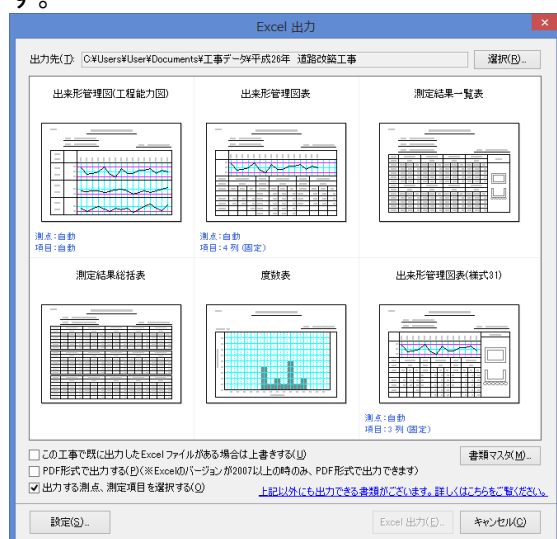 す。
Excel 出力
出力先(T): C:¥Users¥User¥Documents¥工事データ¥平成26年 道路改築工事
選択(R)...
出来形管理図(工程能力図)
出来形管理図表
測定結果一覧表
測点:自動
項目:自動
測点:自動
項目:4 列 (固定)
測定結果総括表
度数表
出来形管理図表(様式31)
測点:自動
項目:3 列 (固定)
この工事で既に出力したExcel ファイルがある場合は上書きする(U)
書類マスタ(M)...
PDF形式で出力する(P)(※Excelのバージョンが2007以上の時のみ、PDF形式で出力できます)
出力する測点、測定項目を選択する(O)
上記以外にも出力できる書類がございます。詳しくはこちらをご覧ください。
設定(S)...
Excel 出力(E)...
キャンセル(C)